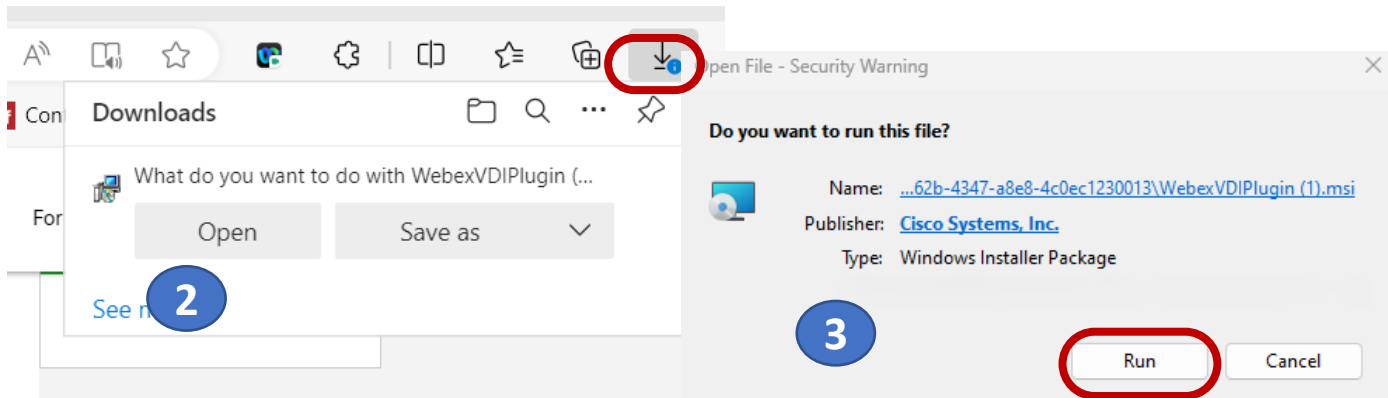 A
Con
Downloads
What do you want to do with WebexVDIPlugin (...
For
Open
Save as
See
2
Open File - Security Warning
Do you want to run this file?
Name: ...62b-4347-a8e8-4c0ec1230013\WebexVDIPlugin (1).msi
Publisher: Cisco Systems, Inc.
Type: Windows Installer Package
3
Run
Cancel